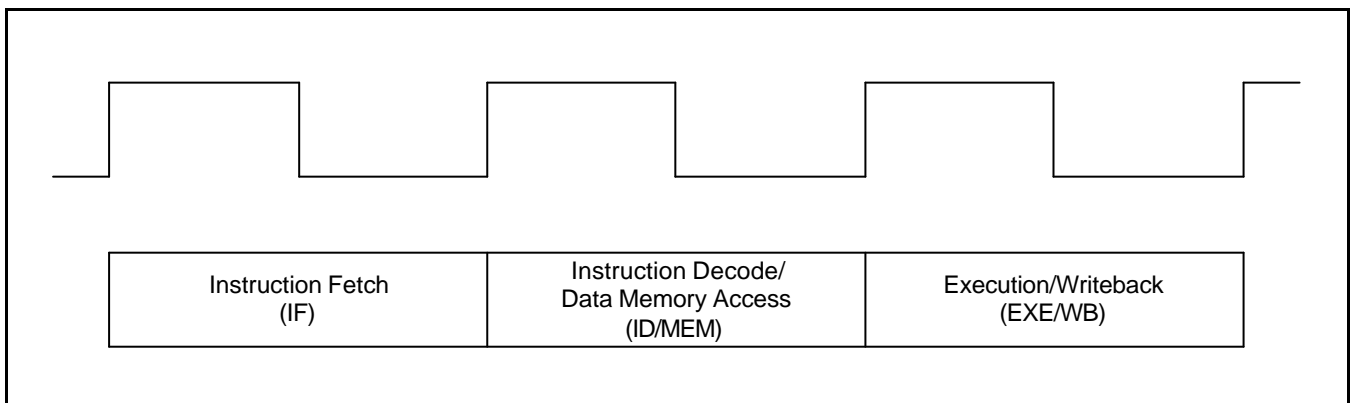 Instruction Fetch
(IF)
Instruction Decode/
Data Memory Access
(ID/MEM)
Execution/Writeback
(EXE/WB)